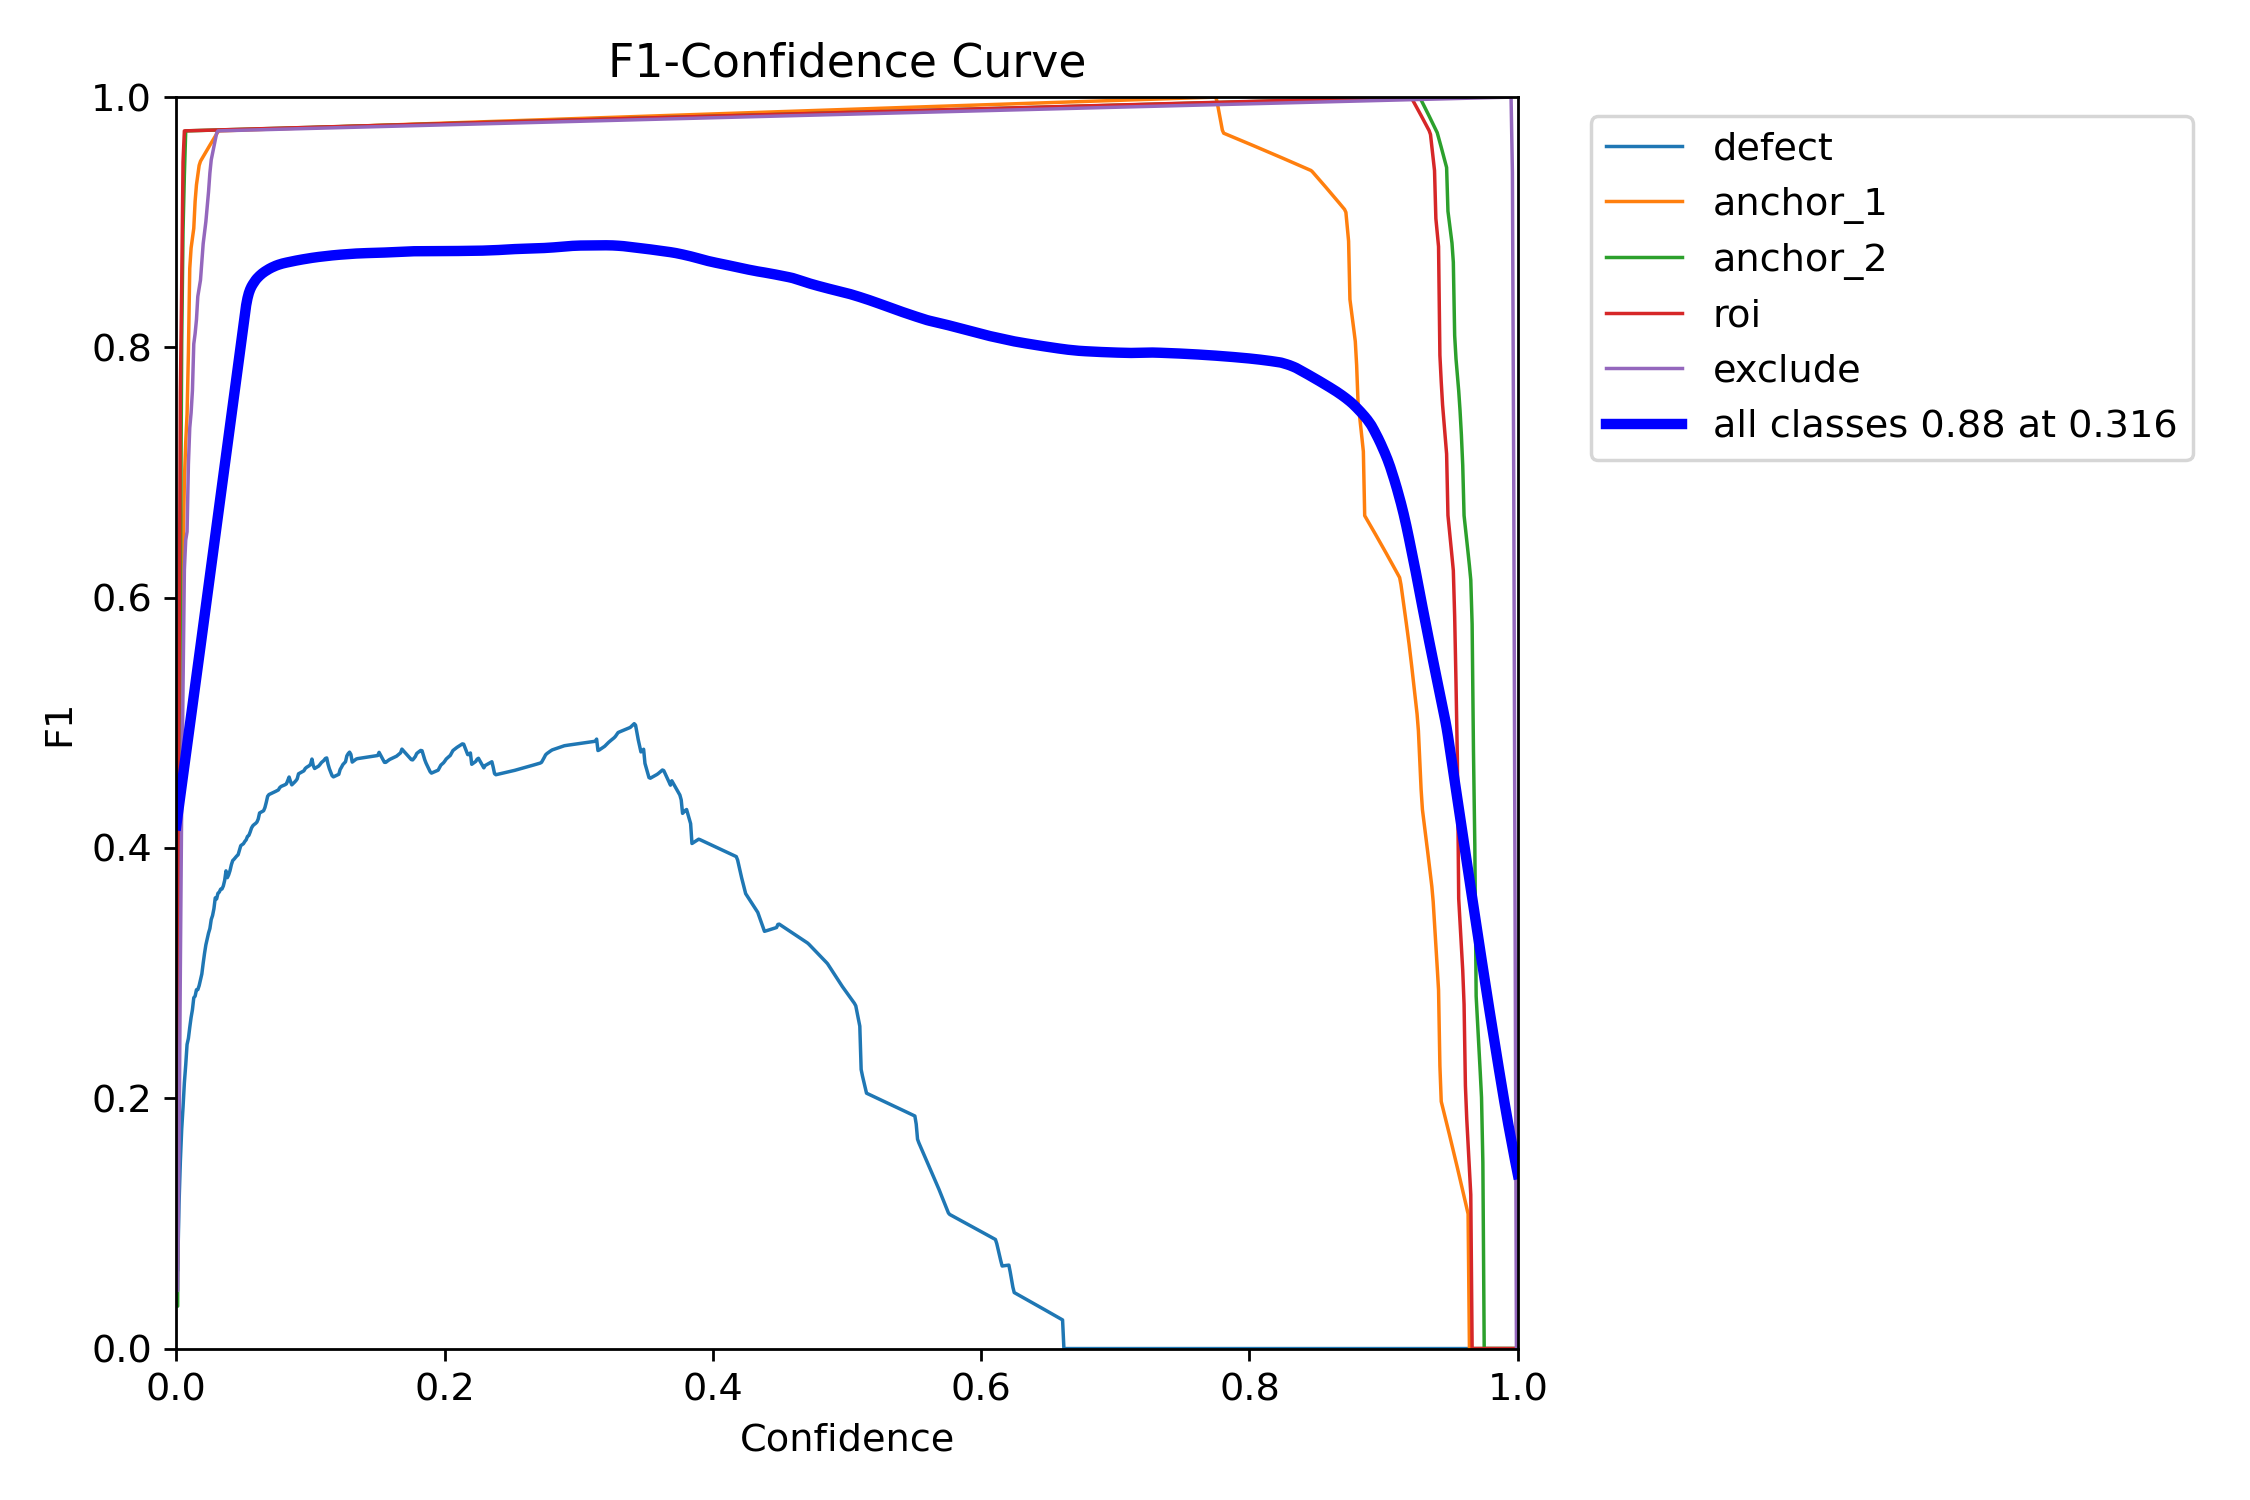 F1-Confidence Curve
1.0
0.8
0.6
0.4
0.2
0.0
F1
0.0 0.2 0.4 0.6 0.8 1.0
Confidence
defect
anchor_1
anchor_2
roi
exclude
all classes 0.88 at 0.316